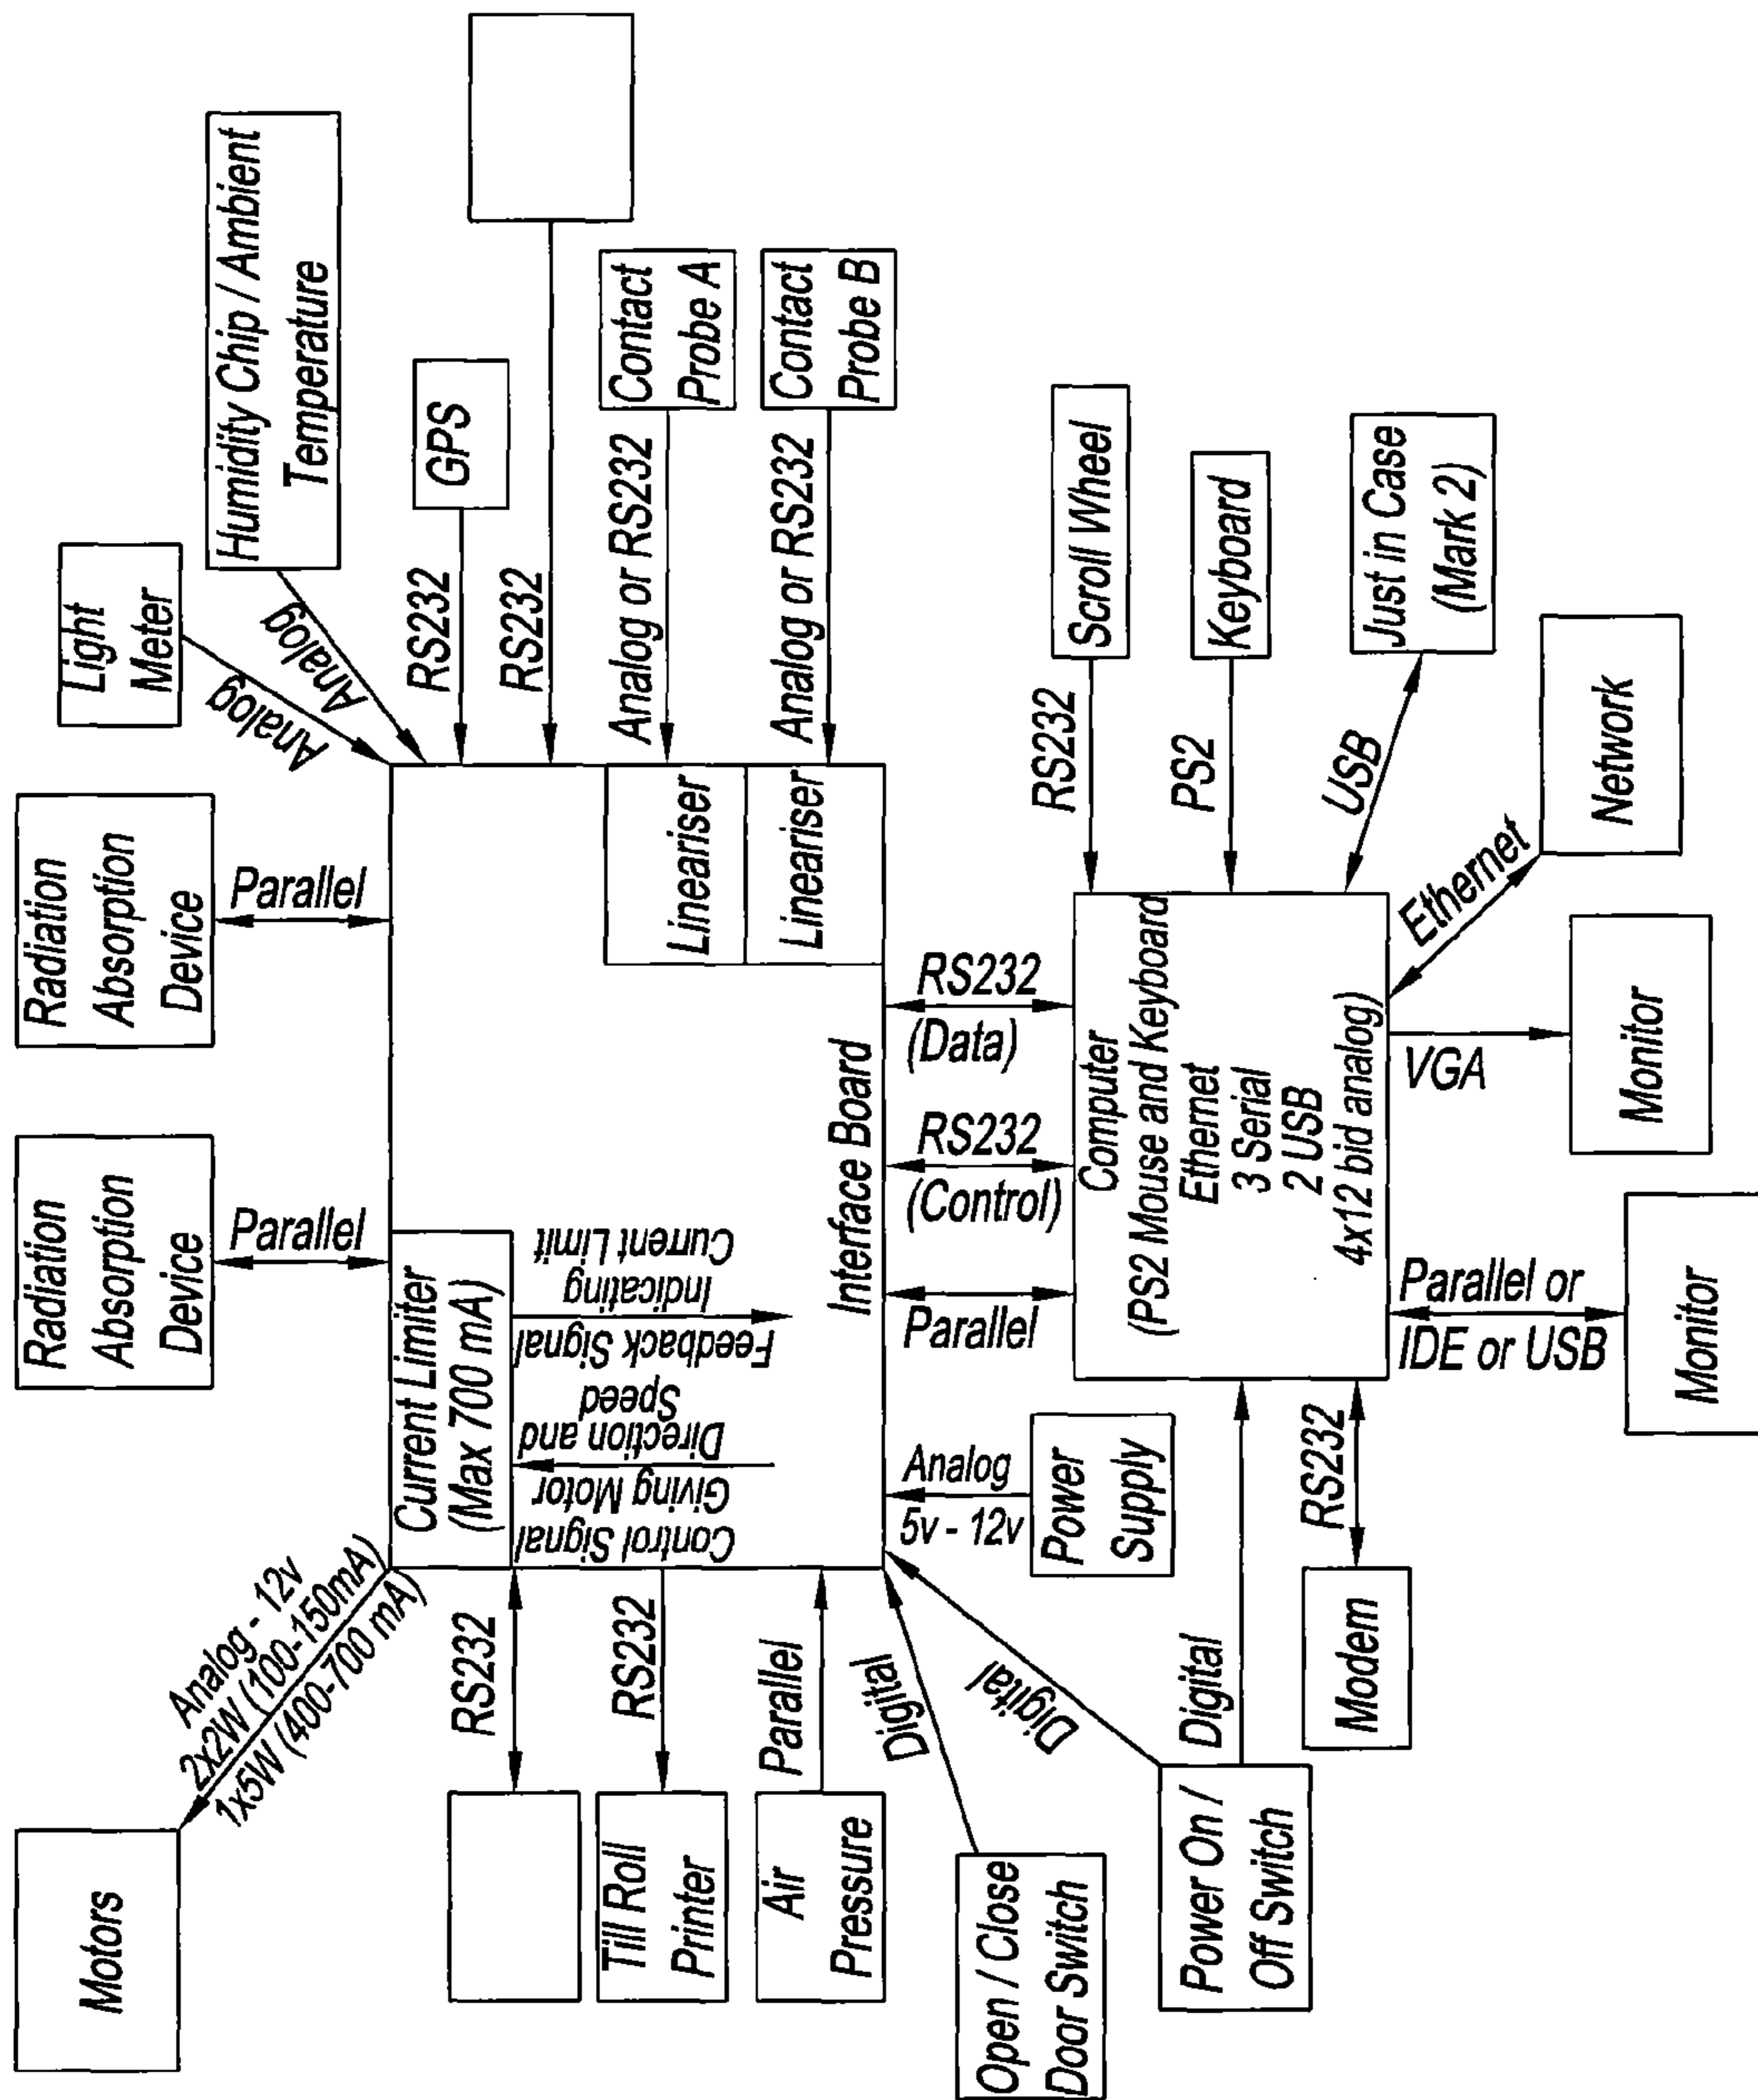 Motors
Analog - 12v
2x2W (100-150mA)
1x5W (400-700 mA)
Radiation
Absorption
Device
Parallel
Radiation
Absorption
Device
Parallel
Light
Meter
Analog
Humidity Chip / Ambient
Temperature
Analog
GPS
RS232
RS232
Contact
Probe A
Analog or RS232
Contact
Probe B
Analog or RS232
Lineariser
Lineariser
Current Limiter
(Max 700 mA)
Control Signal
Giving Motor
Direction and
Speed
Feedback Signal
Indicating
Current Limit
Interface Board
RS232
Till Roll
Printer
RS232
Air
Pressure
Parallel
Open / Close
Door Switch
Digital
Power On /
Off Switch
Digital
Digital
Power
Supply
Analog
5v - 12v
Parallel
RS232
(Control)
RS232
(Data)
Computer
(PS2 Mouse and Keyboard
Ethernet
3 Serial
2 USB
4x12 bid analog)
Scroll Wheel
RS232
Keyboard
PS2
Just in Case
(Mark 2)
USB
Network
Ethernet
Monitor
VGA
Monitor
Parallel or
IDE or USB
Modem
RS232